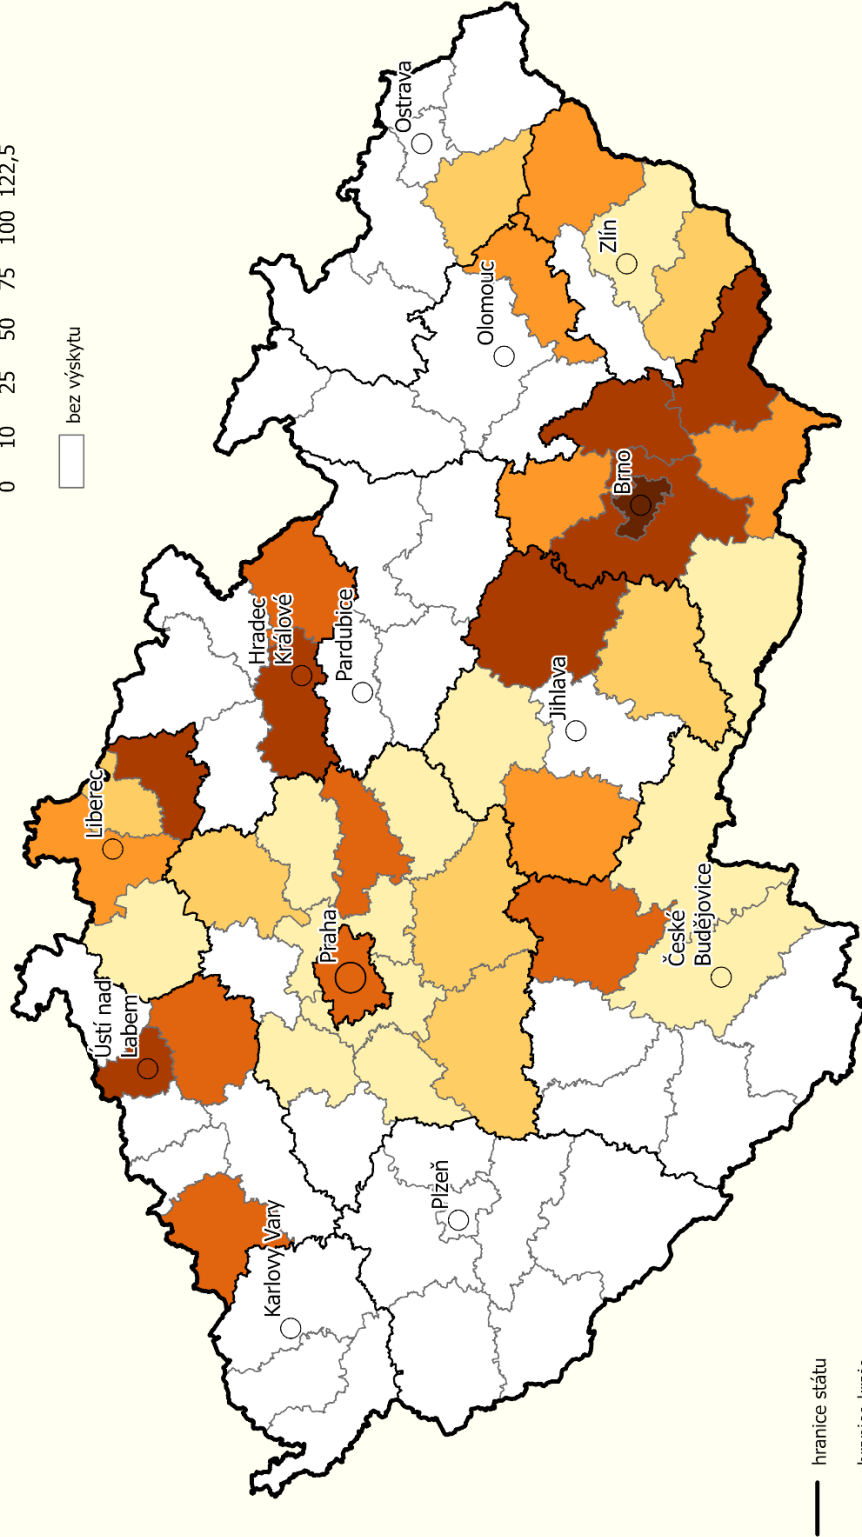 0 10 25 50 75 100 122,5
bez výskytu
Liberec
Ústí nad
Labem
Karlovy Vary
Praha
Hradec
Králové
Pardubice
Plzeň
Ostrava
Olomouc
Jihlava
Brno
Zlín
České
Budějovice
hranice státu